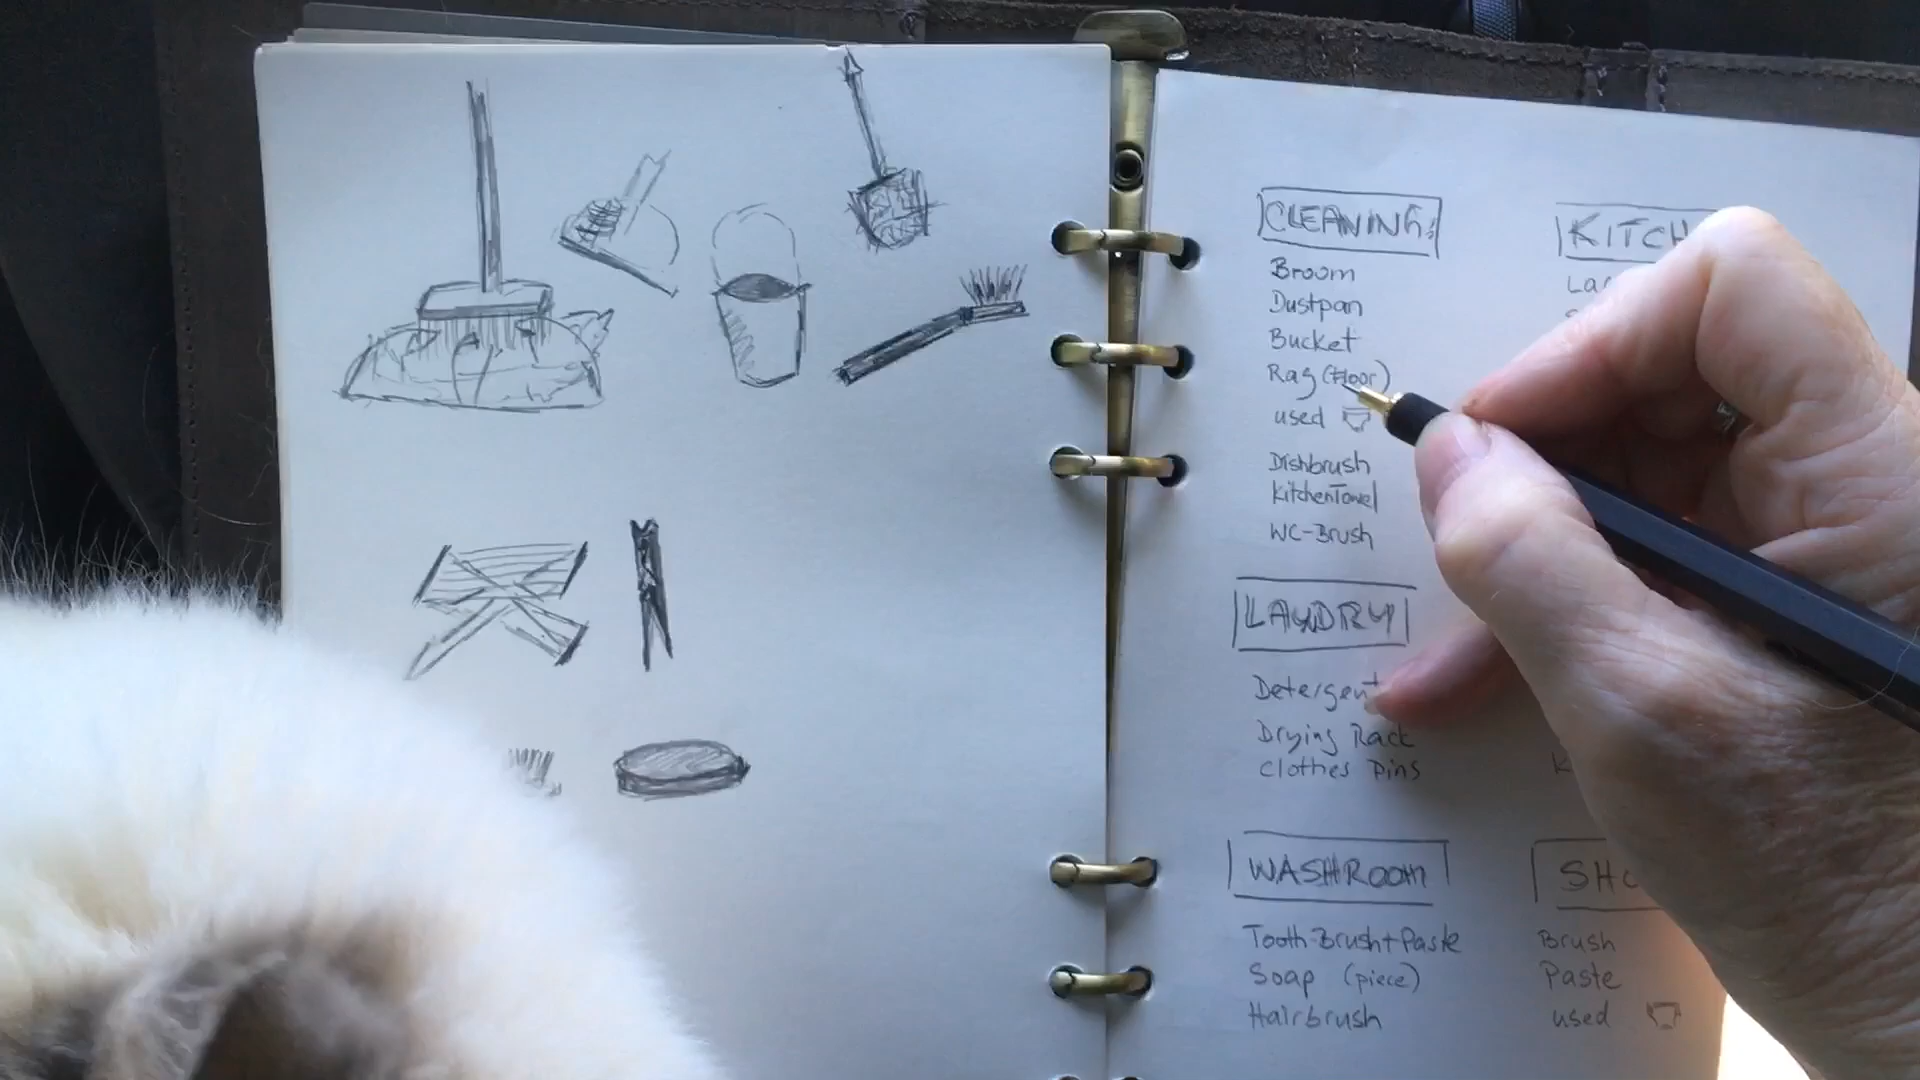 CLEANING:
Broom
Dustpan
Bucket
Rag (Floor)
used
Dishbrush
KitchenTowel
WC-Brush
LAUNDRY
Detergent
Drying Rack
Clothes Pins
WASHROOM
Tooth-Brush+Paste
Soap (piece)
Hairbrush
KITCH
Brush
Paste
used